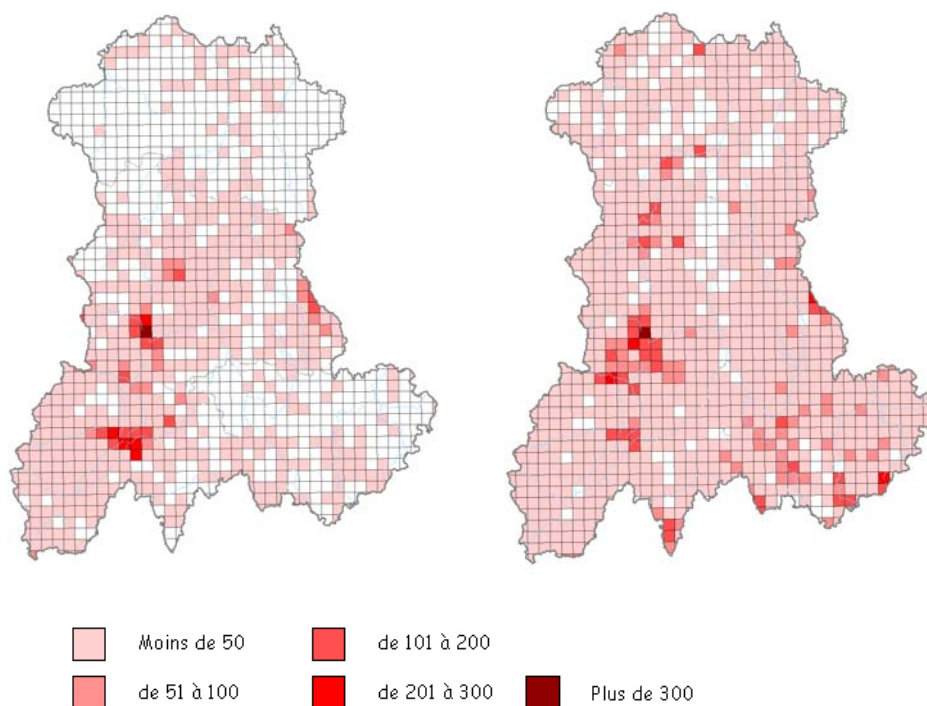 Moins de 50
de 101 à 200
de 51 à 100
de 201 à 300
Plus de 300